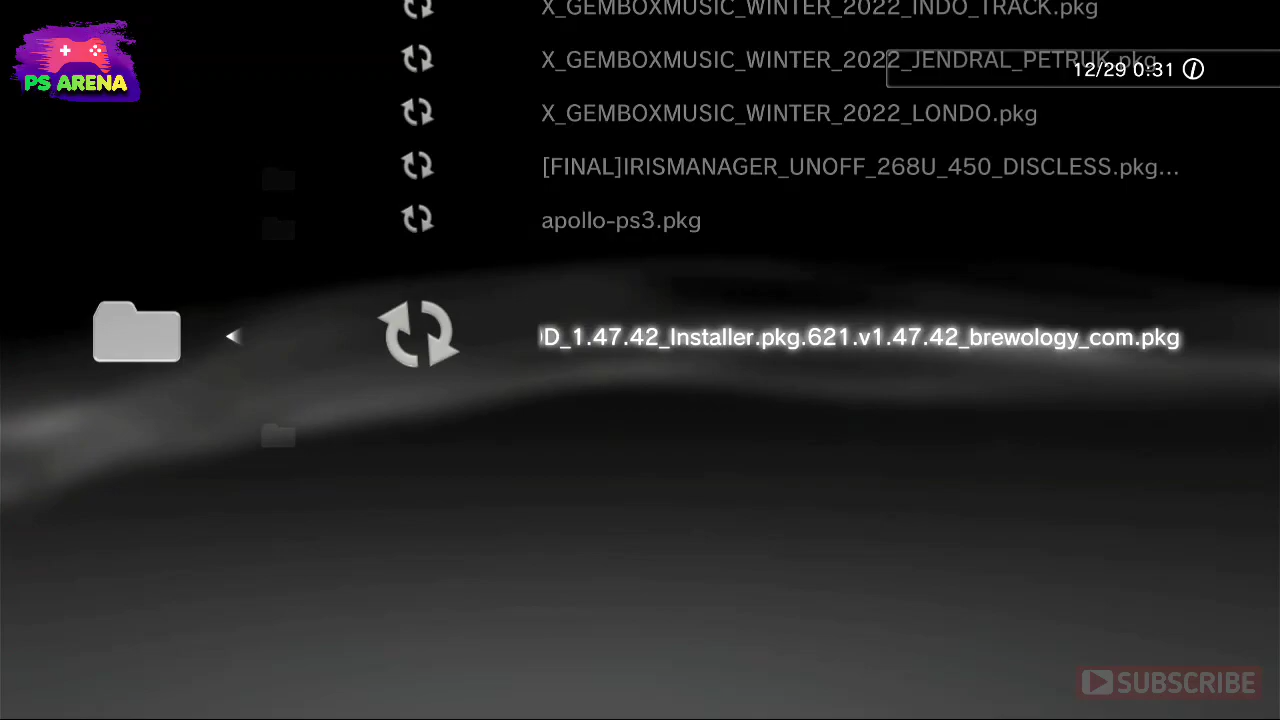 X_GEMBOXMUSIC_WINTER_2022_INDO_TRACK.pkg
X_GEMBOXMUSIC_WINTER_2022_JENDRAL_PETRUK.pkg
12/29 0:31
PS ARENA
X_GEMBOXMUSIC_WINTER_2022_LONDO.pkg
[FINAL]IRISMANAGER_UNOFF_268U_450_DISCLESS.pkg...
apollo-ps3.pkg
D_1.47.42_Installer.pkg.621.v1.47.42_brewology_com.pkg
SUBSCRIBE